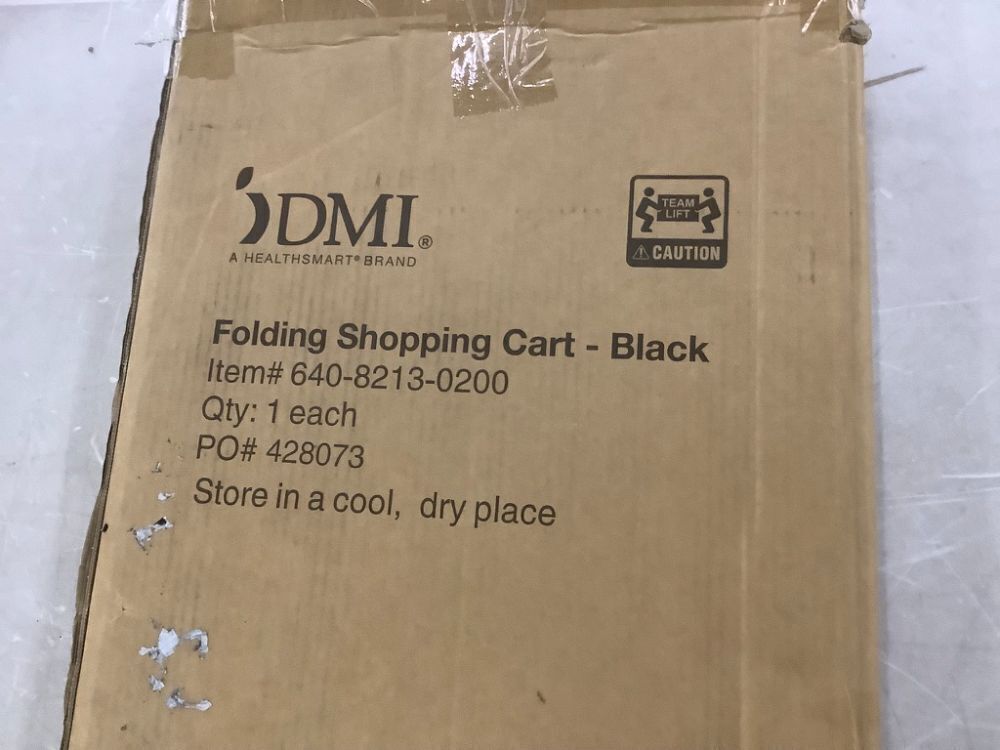 DMI®
A HEALTHSMART® BRAND
TEAM
LIFT
⚠ CAUTION
Folding Shopping Cart - Black
Item# 640-8213-0200
Qty: 1 each
PO# 428073
Store in a cool, dry place